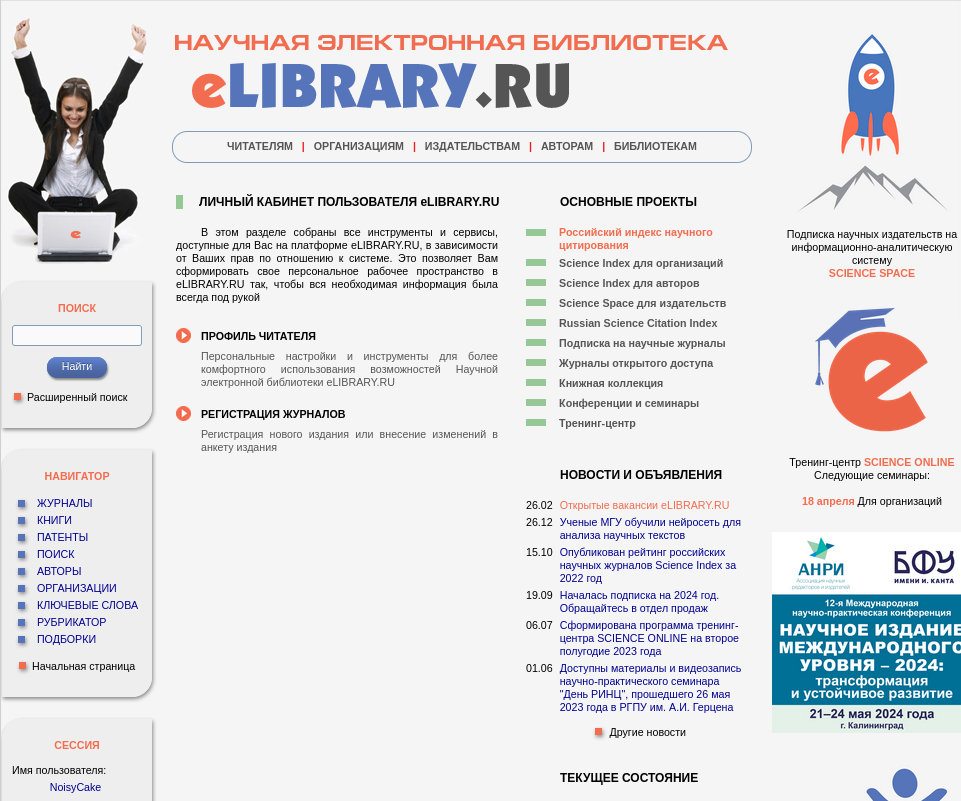 НАУЧНАЯ ЭЛЕКТРОННАЯ БИБЛИОТЕКА
eLIBRARY.RU
ЧИТАТЕЛЯМ | ОРГАНИЗАЦИЯМ | ИЗДАТЕЛЬСТВАМ | АВТОРАМ | БИБЛИОТЕКАМ
e
ПОИСК
Найти
Расширенный поиск
НАВИГАТОР
ЖУРНАЛЫ
КНИГИ
ПАТЕНТЫ
ПОИСК
АВТОРЫ
ОРГАНИЗАЦИИ
КЛЮЧЕВЫЕ СЛОВА
РУБРИКАТОР
ПОДБОРКИ
Начальная страница
СЕССИЯ
Имя пользователя:
NoisyCake
ЛИЧНЫЙ КАБИНЕТ ПОЛЬЗОВАТЕЛЯ eLIBRARY.RU
В этом разделе собраны все инструменты и сервисы,
доступные для Вас на платформе eLIBRARY.RU, в зависимости
от Ваших прав по отношению к системе. Это позволяет Вам
сформировать свое персональное рабочее пространство в
eLIBRARY.RU так, чтобы вся необходимая информация была
всегда под рукой
ПРОФИЛЬ ЧИТАТЕЛЯ
Персональные настройки и инструменты для более
комфортного использования возможностей Научной
электронной библиотеки eLIBRARY.RU
РЕГИСТРАЦИЯ ЖУРНАЛОВ
Регистрация нового издания или внесение изменений в
анкету издания
ОСНОВНЫЕ ПРОЕКТЫ
Российский индекс научного
цитирования
Science Index для организаций
Science Index для авторов
Science Space для издательств
Russian Science Citation Index
Подписка на научные журналы
Журналы открытого доступа
Книжная коллекция
Конференции и семинары
Тренинг-центр
НОВОСТИ И ОБЪЯВЛЕНИЯ
26.02 Открытые вакансии eLIBRARY.RU
26.12 Ученые МГУ обучили нейросеть для
анализа научных текстов
15.10 Опубликован рейтинг российских
научных журналов Science Index за
2022 год
19.09 Началась подписка на 2024 год.
Обращайтесь в отдел продаж
06.07 Сформирована программа тренинг-
центра SCIENCE ONLINE на второе
полугодие 2023 года
01.06 Доступны материалы и видеозапись
научно-практического семинара
"День РИНЦ", прошедшего 26 мая
2023 года в РГПУ им. А.И. Герцена
Другие новости
ТЕКУЩЕЕ СОСТОЯНИЕ
e
Подписка научных издательств на
информационно-аналитическую
систему
SCIENCE SPACE
e
Тренинг-центр SCIENCE ONLINE
Следующие семинары:
18 апреля Для организаций
АНРИ
Ассоциация научных
редакторов и издателей
БФУ
ИМЕНИ И. КАНТА
12-я Международная
научно-практическая конференция
НАУЧНОЕ ИЗДАНИЕ
МЕЖДУНАРОДНОГО
УРОВНЯ – 2024:
трансформация
и устойчивое развитие
21–24 мая 2024 года
г. Калининград